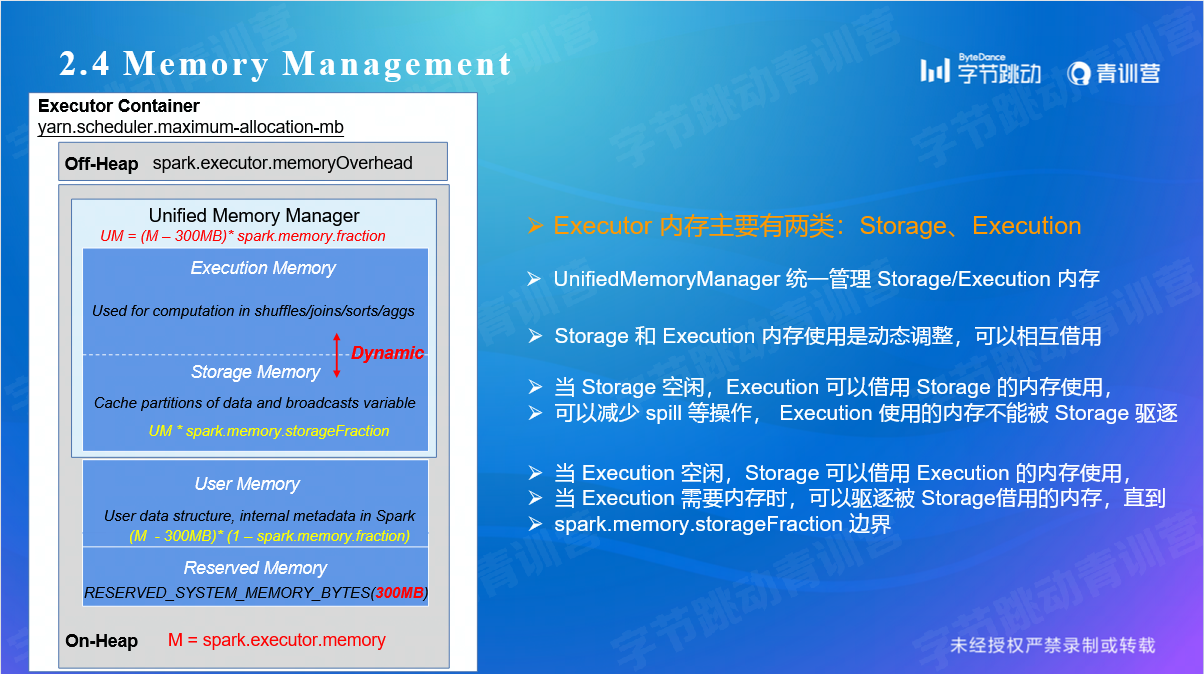 2.4 Memory Management
ByteDance
字节跳动
青训营
Executor Container
yarn.scheduler.maximum-allocation-mb
Off-Heap spark.executor.memoryOverhead
Unified Memory Manager
UM = (M – 300MB)* spark.memory.fraction
Execution Memory
Used for computation in shuffles/joins/sorts/aggs
Dynamic
Storage Memory
Cache partitions of data and broadcasts variable
UM * spark.memory.storageFraction
User Memory
User data structure, internal metadata in Spark
(M - 300MB)* (1 – spark.memory.fraction)
Reserved Memory
RESERVED_SYSTEM_MEMORY_BYTES(300MB)
On-Heap M = spark.executor.memory
➢ Executor 内存主要有两类：Storage、Execution
➢ UnifiedMemoryManager 统一管理 Storage/Execution 内存
➢ Storage 和 Execution 内存使用是动态调整，可以相互借用
➢ 当 Storage 空闲，Execution 可以借用 Storage 的内存使用，
➢ 可以减少 spill 等操作， Execution 使用的内存不能被 Storage 驱逐
➢ 当 Execution 空闲，Storage 可以借用 Execution 的内存使用，
➢ 当 Execution 需要内存时，可以驱逐被 Storage借用的内存，直到
➢ spark.memory.storageFraction 边界
字节跳动青训营
未经授权严禁录制或转载